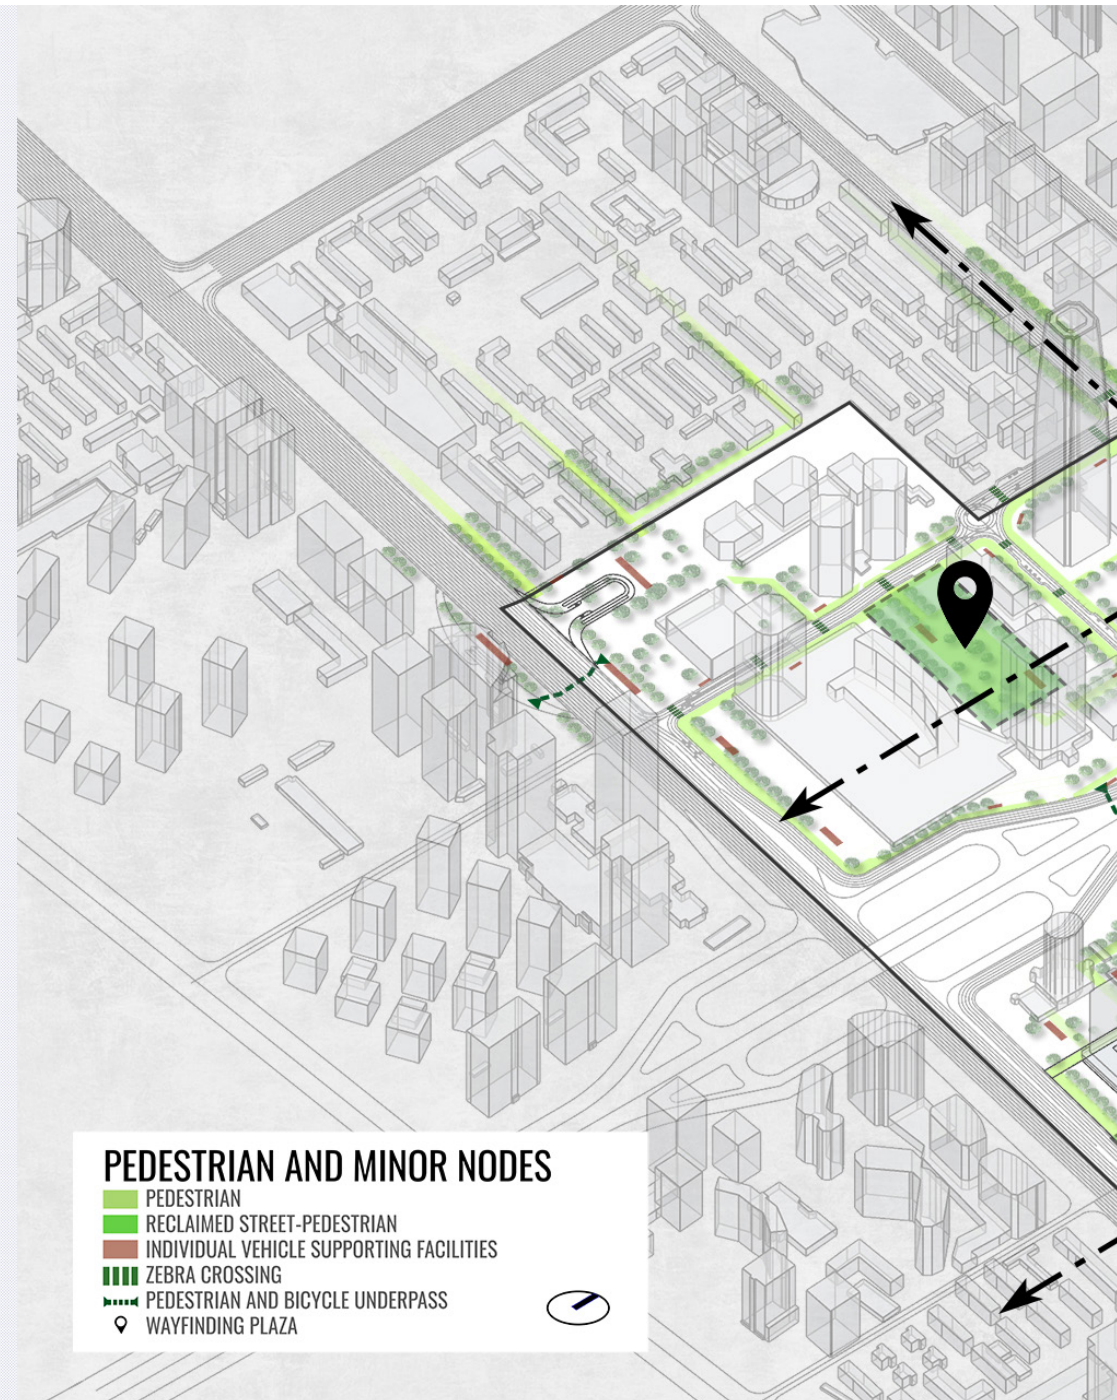 PEDESTRIAN AND MINOR NODES
PEDESTRIAN
RECLAIMED STREET-PEDESTRIAN
INDIVIDUAL VEHICLE SUPPORTING FACILITIES
ZEBRA CROSSING
PEDESTRIAN AND BICYCLE UNDERPASS
WAYFINDING PLAZA